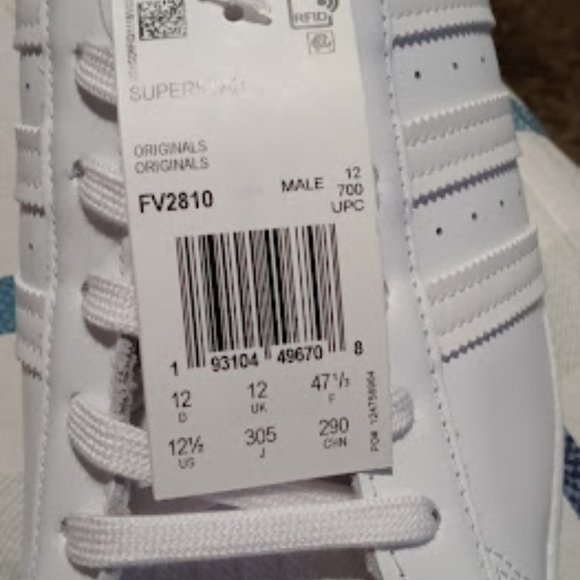 RFID
ORIGINALS
ORIGINALS
FV2810 MALE 12
700
UPC
1 93104 49670 8
12 12 47⅓
D UK F
12½ 305 290
US J CHN